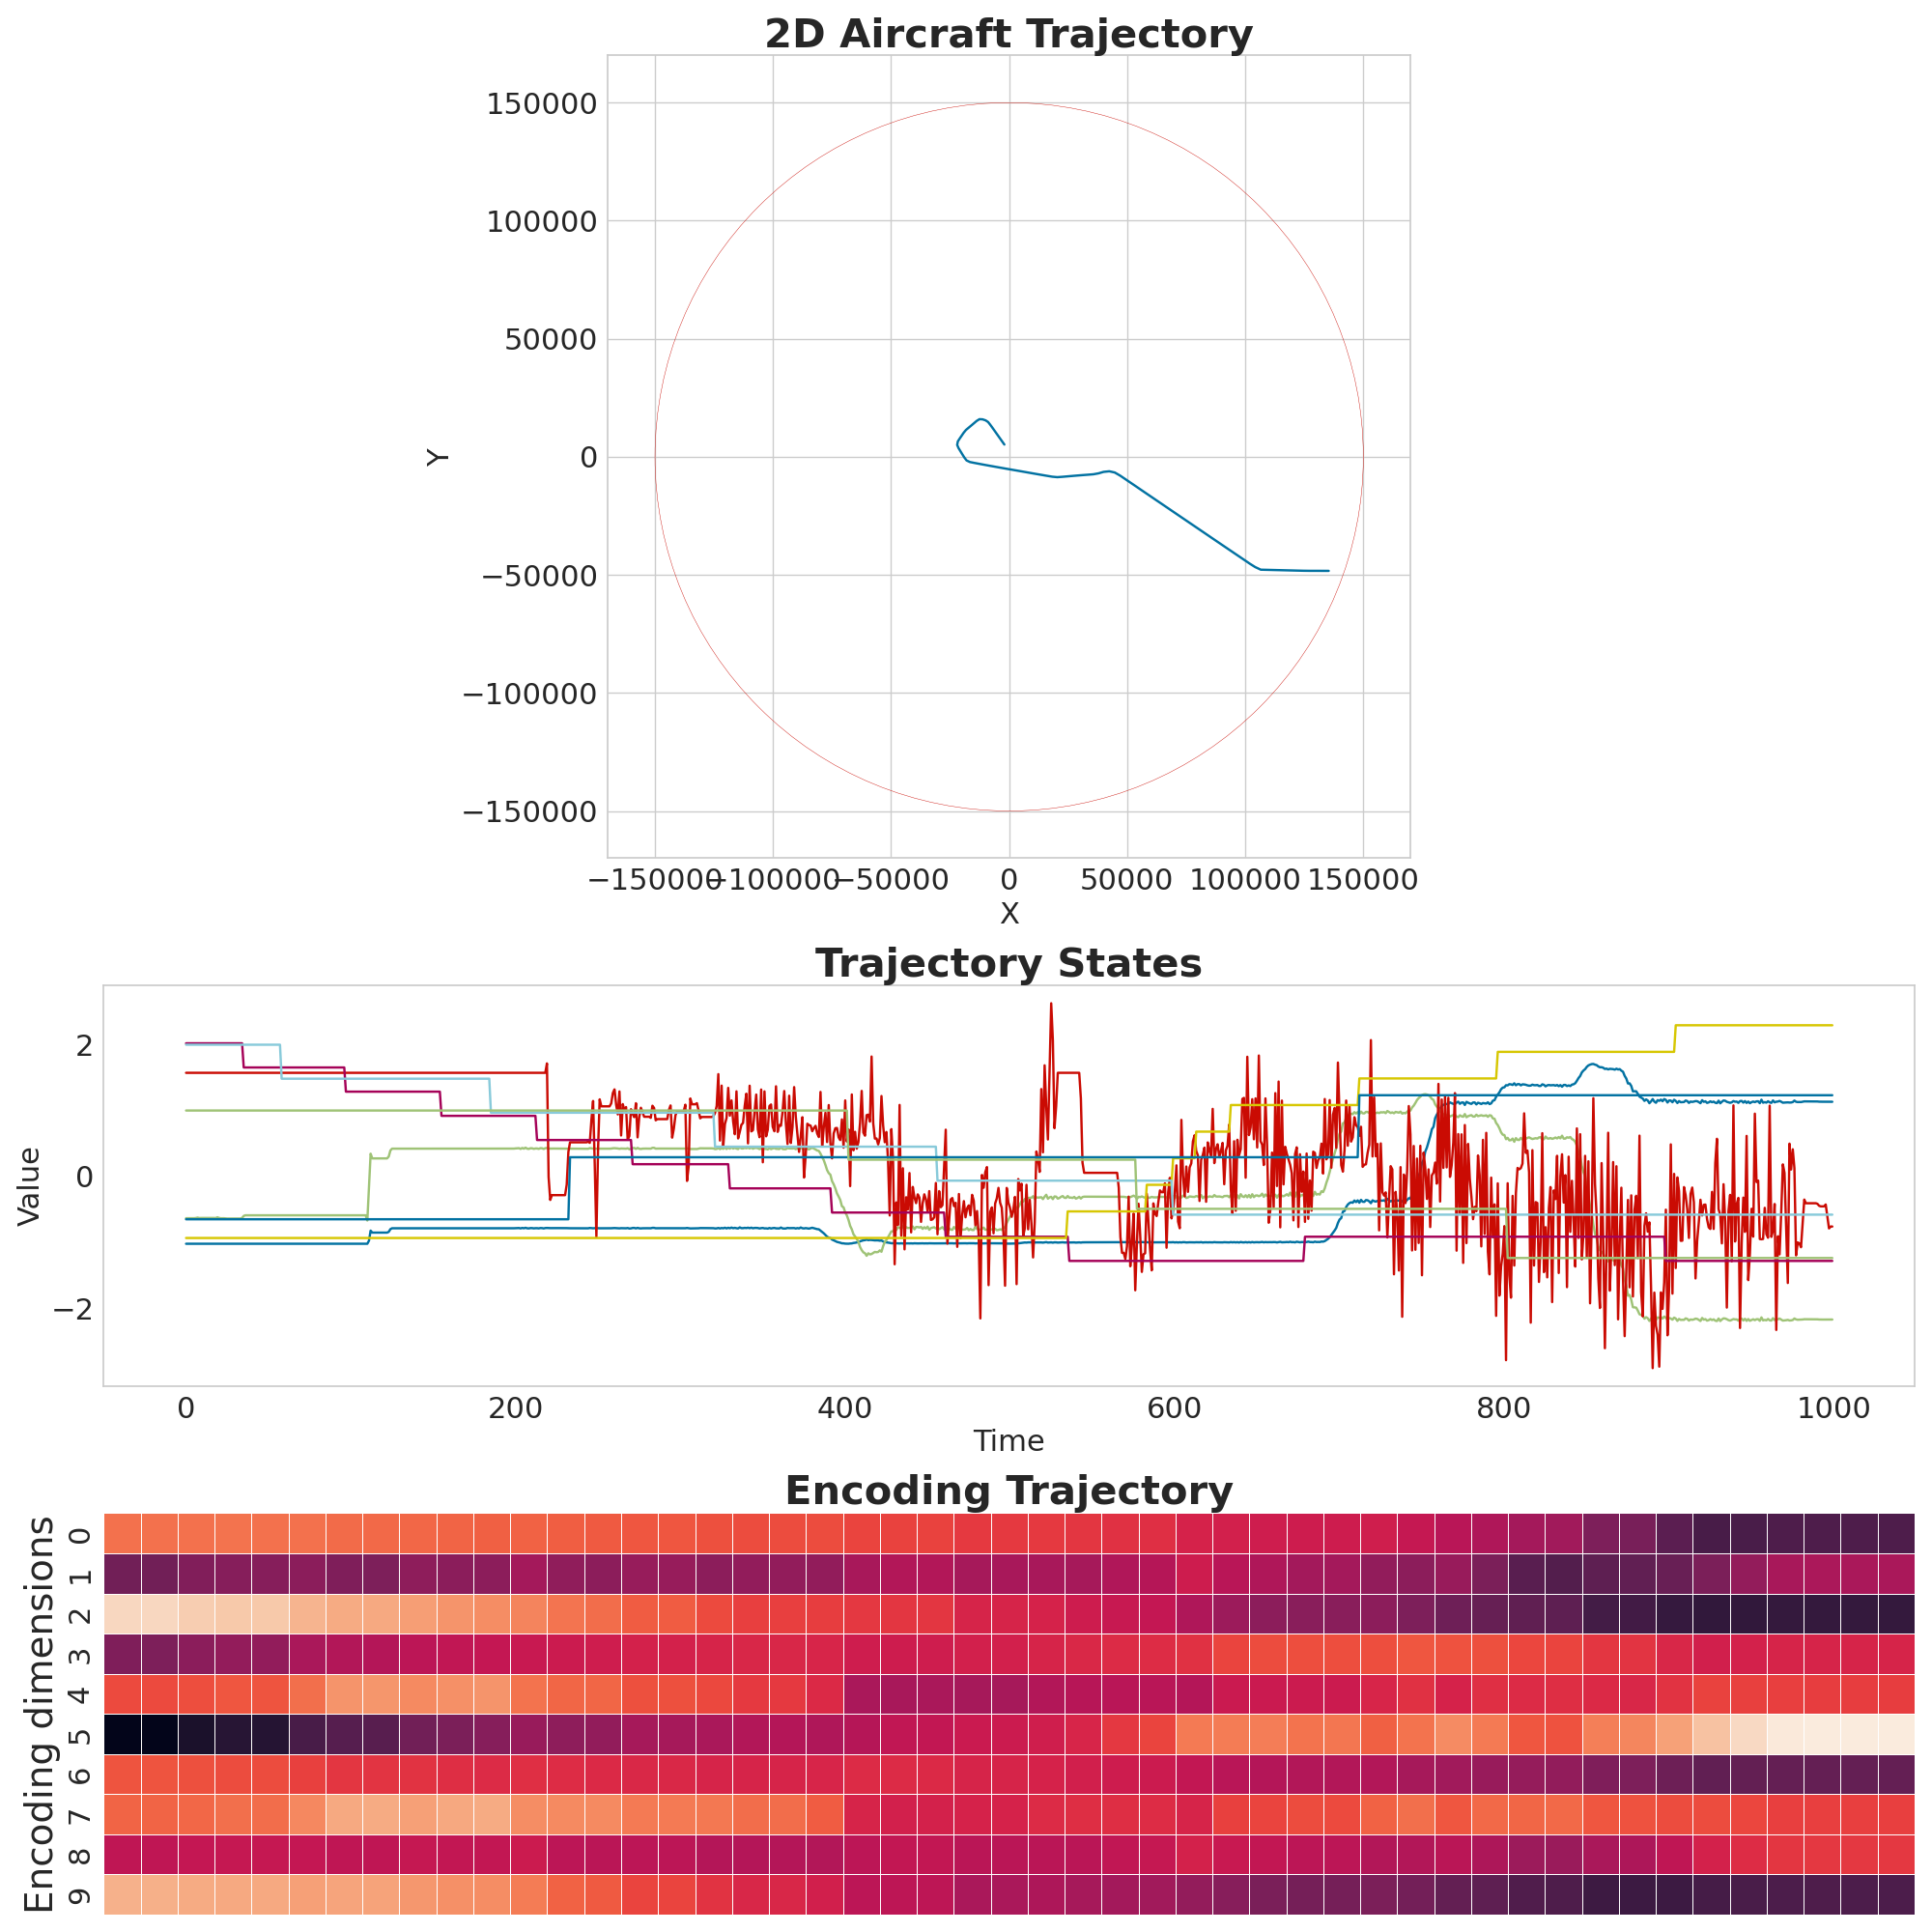 2D Aircraft Trajectory
150000
100000
50000
0
−50000
−100000
−150000
Y
−150000 −100000 −50000 0 50000 100000 150000
X
Trajectory States
2
0
−2
Value
0 200 400 600 800 1000
Time
Encoding Trajectory
Encoding dimensions
0
1
2
3
4
5
6
7
8
9